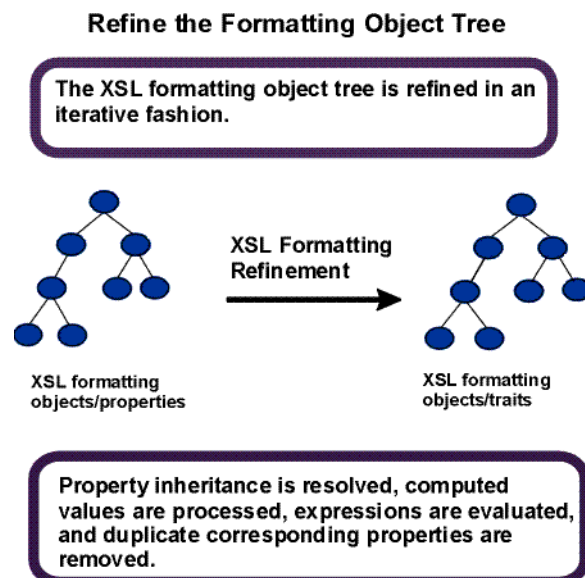 Refine the Formatting Object Tree
The XSL formatting object tree is refined in an
iterative fashion.
XSL Formatting
Refinement
XSL formatting
objects/properties
XSL formatting
objects/traits
Property inheritance is resolved, computed
values are processed, expressions are evaluated,
and duplicate corresponding properties are
removed.